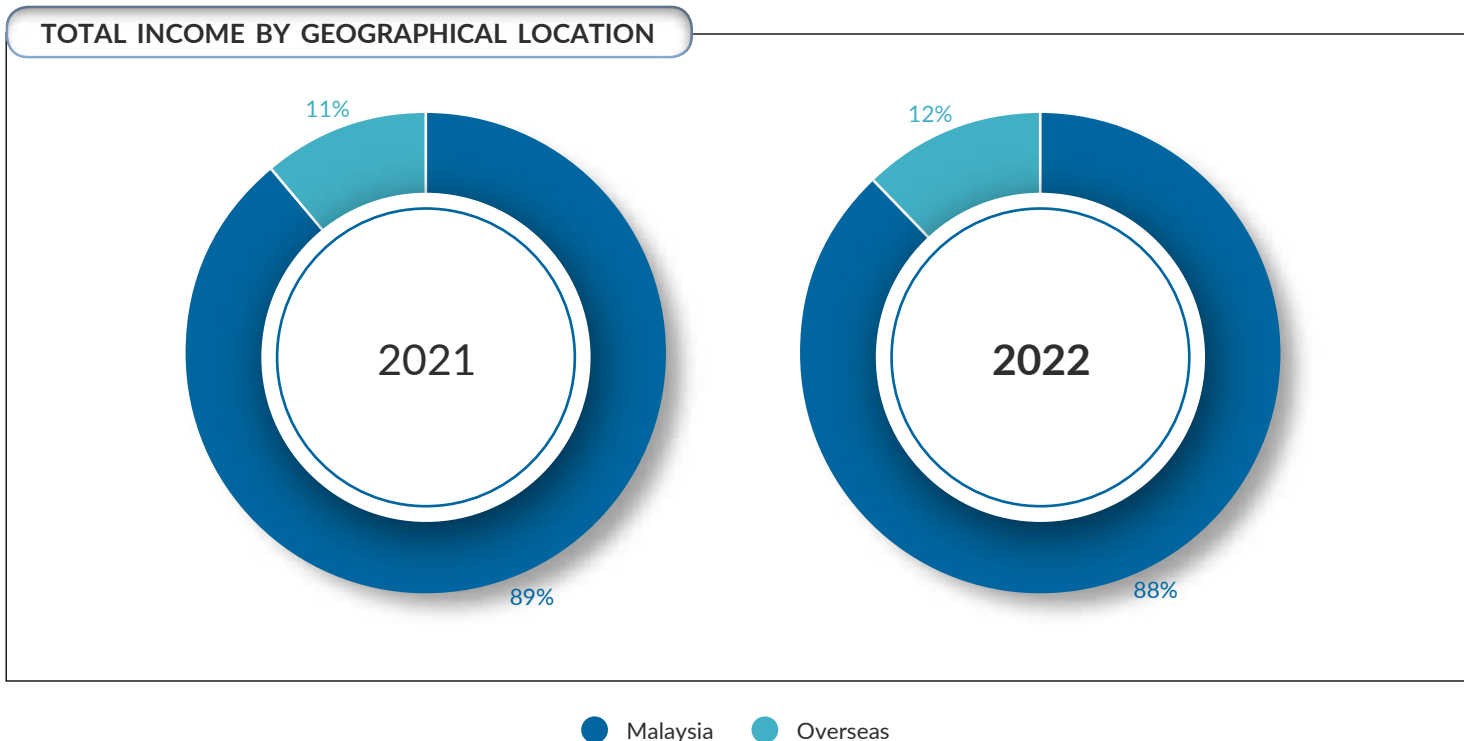 TOTAL INCOME BY GEOGRAPHICAL LOCATION
11%
2021
89%
12%
2022
88%
Malaysia
Overseas